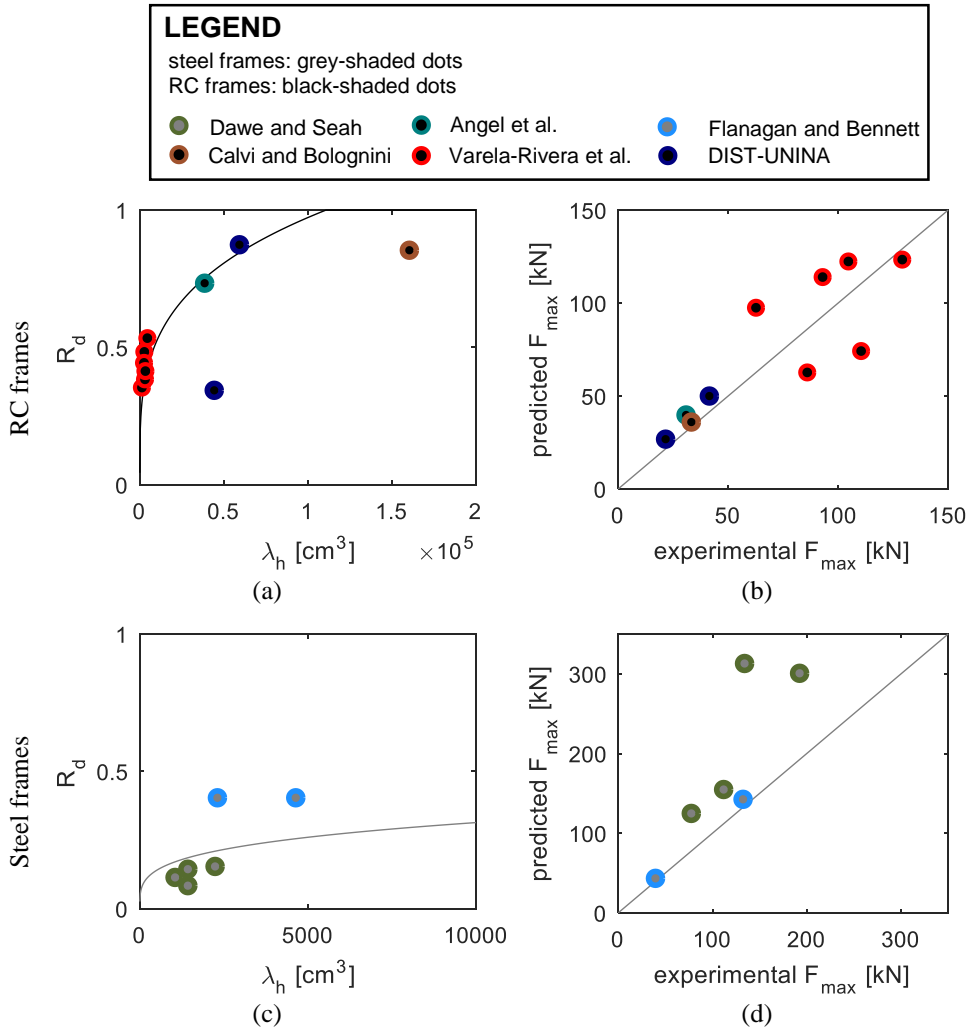 LEGEND
steel frames: grey-shaded dots
RC frames: black-shaded dots
Dawe and Seah
Angel et al.
Flanagan and Bennett
Calvi and Bolognini
Varela-Rivera et al.
DIST-UNINA
RC frames
R_d
1
0.5
0
0
0.5
1
1.5
2
×10^5
λ_h [cm^3]
(a)
predicted F_max [kN]
150
100
50
0
0
50
100
150
experimental F_max [kN]
(b)
Steel frames
R_d
1
0.5
0
0
5000
10000
λ_h [cm^3]
(c)
predicted F_max [kN]
300
200
100
0
0
100
200
300
experimental F_max [kN]
(d)